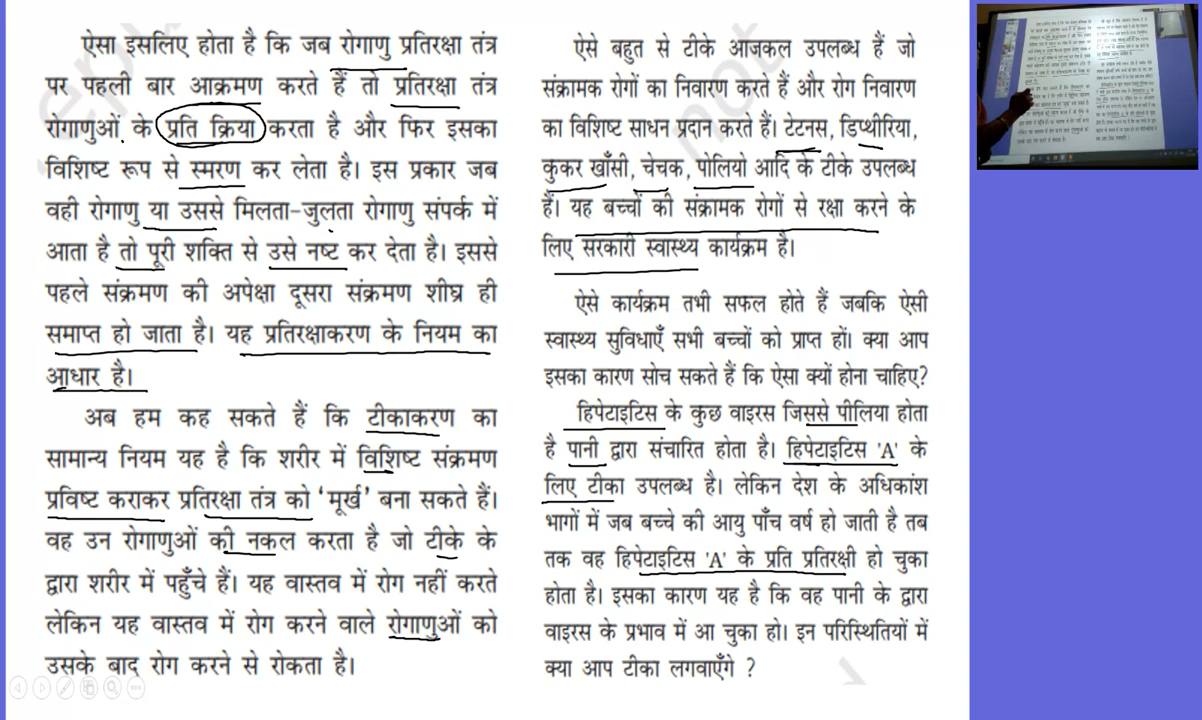 ऐसा इसलिए होता है कि जब रोगाणु प्रतिरक्षा तंत्र
पर पहली बार आक्रमण करते हैं तो प्रतिरक्षा तंत्र
रोगाणुओं के प्रति क्रिया करता है और फिर इसका
विशिष्ट रूप से स्मरण कर लेता है। इस प्रकार जब
वही रोगाणु या उससे मिलता-जुलता रोगाणु संपर्क में
आता है तो पूरी शक्ति से उसे नष्ट कर देता है। इससे
पहले संक्रमण की अपेक्षा दूसरा संक्रमण शीघ्र ही
समाप्त हो जाता है। यह प्रतिरक्षाकरण के नियम का
आधार है।
अब हम कह सकते हैं कि टीकाकरण का
सामान्य नियम यह है कि शरीर में विशिष्ट संक्रमण
प्रविष्ट कराकर प्रतिरक्षा तंत्र को ‘मूर्ख’ बना सकते हैं।
वह उन रोगाणुओं की नकल करता है जो टीके के
द्वारा शरीर में पहुँचे हैं। यह वास्तव में रोग नहीं करते
लेकिन यह वास्तव में रोग करने वाले रोगाणुओं को
उसके बाद रोग करने से रोकता है।
ऐसे बहुत से टीके आजकल उपलब्ध हैं जो
संक्रामक रोगों का निवारण करते हैं और रोग निवारण
का विशिष्ट साधन प्रदान करते हैं। टेटनस, डिप्थीरिया,
कुकर खाँसी, चेचक, पोलियो आदि के टीके उपलब्ध
हैं। यह बच्चों की संक्रामक रोगों से रक्षा करने के
लिए सरकारी स्वास्थ्य कार्यक्रम है।
ऐसे कार्यक्रम तभी सफल होते हैं जबकि ऐसी
स्वास्थ्य सुविधाएँ सभी बच्चों को प्राप्त हों। क्या आप
इसका कारण सोच सकते हैं कि ऐसा क्यों होना चाहिए?
हिपेटाइटिस के कुछ वाइरस जिससे पीलिया होता
है पानी द्वारा संचारित होता है। हिपेटाइटिस 'A' के
लिए टीका उपलब्ध है। लेकिन देश के अधिकांश
भागों में जब बच्चे की आयु पाँच वर्ष हो जाती है तब
तक वह हिपेटाइटिस 'A' के प्रति प्रतिरक्षी हो चुका
होता है। इसका कारण यह है कि वह पानी के द्वारा
वाइरस के प्रभाव में आ चुका हो। इन परिस्थितियों में
क्या आप टीका लगवाएँगे ?
not